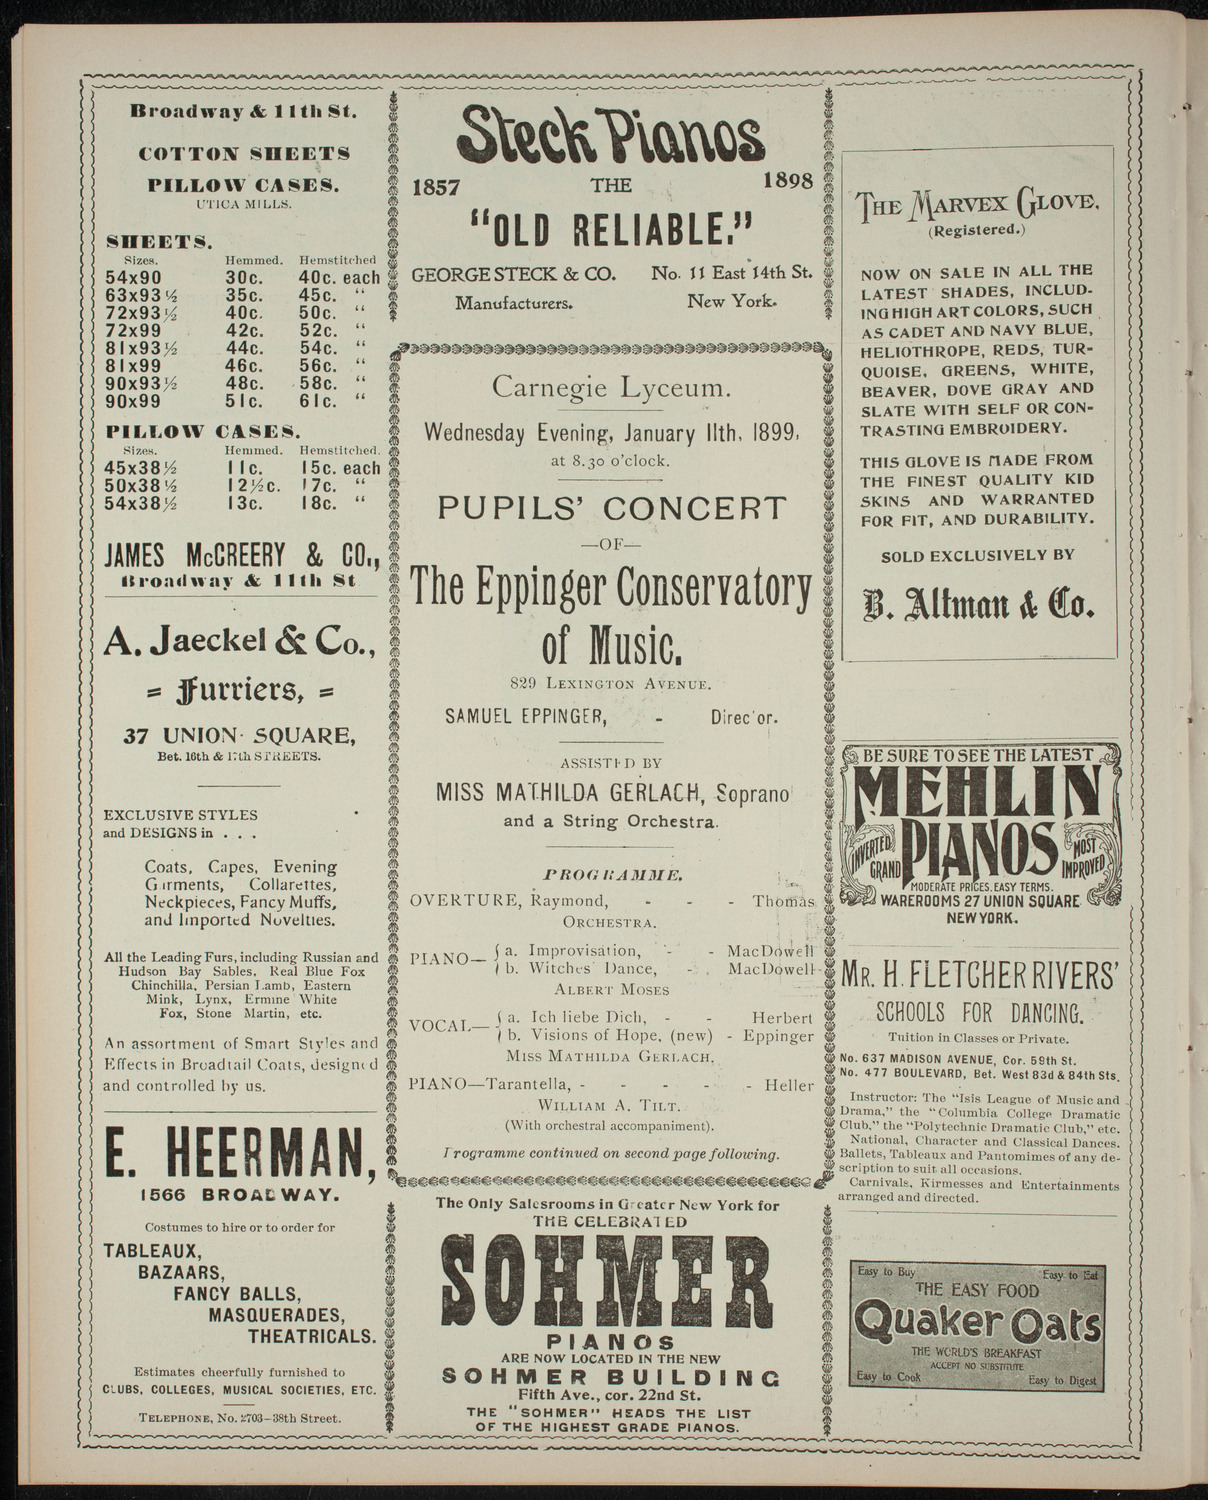 Broadway & 11th St.
COTTON SHEETS
PILLOW CASES.
UTICA MILLS.
SHEETS.
Sizes. Hemmed. Hemstitched
54x90 30c. 40c. each
63x93½ 35c. 45c. "
72x93½ 40c. 50c. "
72x99 42c. 52c. "
81x93½ 44c. 54c. "
81x99 46c. 56c. "
90x93½ 48c. 58c. "
90x99 51c. 61c. "
PILLOW CASES.
Sizes. Hemmed. Hemstitched.
45x38½ 11c. 15c. each
50x38½ 12½c. 17c. "
54x38½ 13c. 18c. "
JAMES McCREERY & CO.,
Broadway & 11th St
A. Jaeckel & Co.,
= Furriers, =
37 UNION SQUARE,
Bet. 16th & 17th STREETS.
EXCLUSIVE STYLES
and DESIGNS in . . .
Coats, Capes, Evening
Garments, Collarettes,
Neckpieces, Fancy Muffs,
and Imported Novelties.
All the Leading Furs, including Russian and
Hudson Bay Sables, Real Blue Fox
Chinchilla, Persian Lamb, Eastern
Mink, Lynx, Ermine White
Fox, Stone Martin, etc.
An assortment of Smart Styles and
Effects in Broadtail Coats, designed
and controlled by us.
E. HEERMAN,
1566 BROADWAY.
Costumes to hire or to order for
TABLEAUX,
BAZAARS,
FANCY BALLS,
MASQUERADES,
THEATRICALS.
Estimates cheerfully furnished to
CLUBS, COLLEGES, MUSICAL SOCIETIES, ETC.
TELEPHONE, No. 2703-38th Street.
Steck Pianos
1857 THE 1898
"OLD RELIABLE."
GEORGE STECK & CO. No. 11 East 14th St.
Manufacturers. New York.
Carnegie Lyceum.
Wednesday Evening, January 11th, 1899,
at 8.30 o'clock.
PUPILS' CONCERT
—OF—
The Eppinger Conservatory
of Music.
829 LEXINGTON AVENUE.
SAMUEL EPPINGER, - Direc'or.
ASSISTED BY
MISS MATHILDA GERLACH, Soprano
and a String Orchestra.
PROGRAMME.
OVERTURE, Raymond, - - - Thomas
ORCHESTRA.
PIANO— { a. Improvisation, - - MacDowell
{ b. Witches' Dance, - . MacDowell
ALBERT MOSES
VOCAL— { a. Ich liebe Dich, - - Herbert
{ b. Visions of Hope, (new) - Eppinger
MISS MATHILDA GERLACH.
PIANO—Tarantella, - - - - - Heller
WILLIAM A. TILT.
(With orchestral accompaniment).
Programme continued on second page following.
The Only Salesrooms in Greater New York for
THE CELEBRATED
SOHMER
PIANOS
ARE NOW LOCATED IN THE NEW
SOHMER BUILDING
Fifth Ave., cor. 22nd St.
THE "SOHMER" HEADS THE LIST
OF THE HIGHEST GRADE PIANOS.
THE MARVEX GLOVE.
(Registered.)
NOW ON SALE IN ALL THE
LATEST SHADES, INCLUD-
ING HIGH ART COLORS, SUCH
AS CADET AND NAVY BLUE,
HELIOTHROPE, REDS, TUR-
QUOISE, GREENS, WHITE,
BEAVER, DOVE GRAY AND
SLATE WITH SELF OR CON-
TRASTING EMBROIDERY.
THIS GLOVE IS MADE FROM
THE FINEST QUALITY KID
SKINS AND WARRANTED
FOR FIT, AND DURABILITY.
SOLD EXCLUSIVELY BY
B. Altman & Co.
BE SURE TO SEE THE LATEST
MEHLIN
PIANOS
INVERTED GRAND
MOST IMPROVED
MODERATE PRICES. EASY TERMS.
WAREROOMS 27 UNION SQUARE
NEW YORK.
MR. H. FLETCHER RIVERS'
SCHOOLS FOR DANCING.
Tuition in Classes or Private.
No. 637 MADISON AVENUE, Cor. 59th St.
No. 477 BOULEVARD, Bet. West 83d & 84th Sts.
Instructor: The "Isis League of Music and
Drama," the "Columbia College Dramatic
Club," the "Polytechnic Dramatic Club," etc.
National, Character and Classical Dances.
Ballets, Tableaux and Pantomimes of any de-
scription to suit all occasions.
Carnivals, Kirmesses and Entertainments
arranged and directed.
Easy to Buy Easy to Eat
THE EASY FOOD
Quaker Oats
THE WORLD'S BREAKFAST
ACCEPT NO SUBSTITUTE
Easy to Cook Easy to Digest